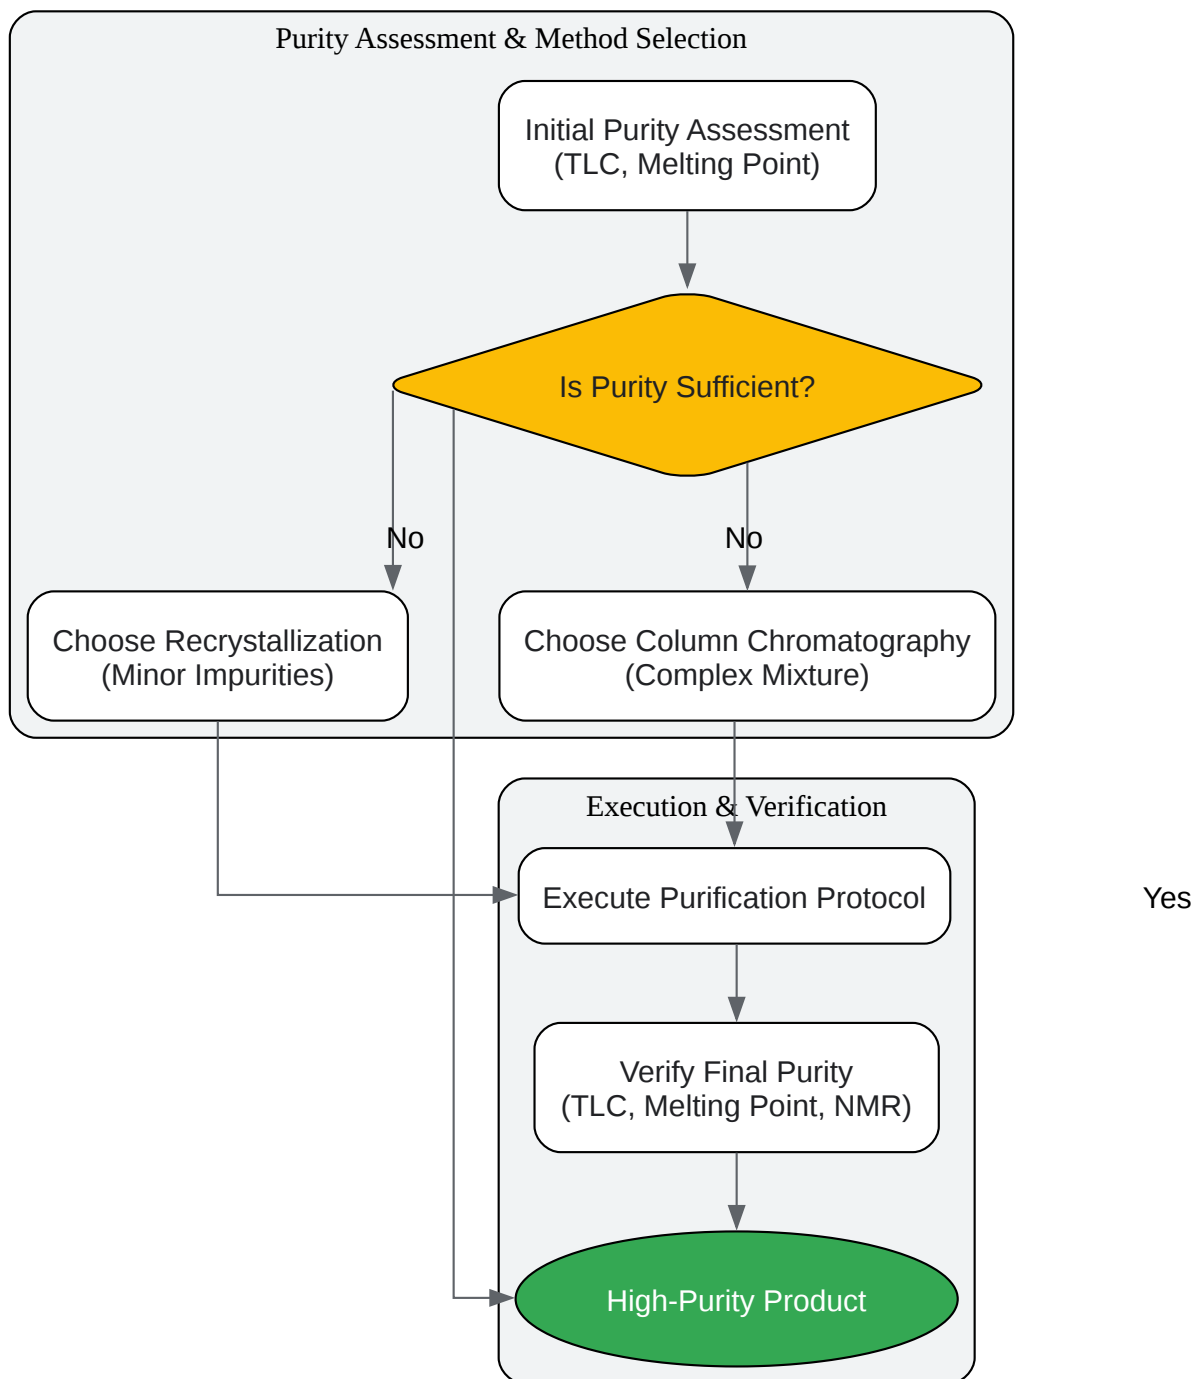 Purity Assessment & Method Selection
Initial Purity Assessment
(TLC, Melting Point)
Is Purity Sufficient?
No
No
Choose Recrystallization
(Minor Impurities)
Choose Column Chromatography
(Complex Mixture)
Execution & Verification
Execute Purification Protocol
Yes
Verify Final Purity
(TLC, Melting Point, NMR)
High-Purity Product